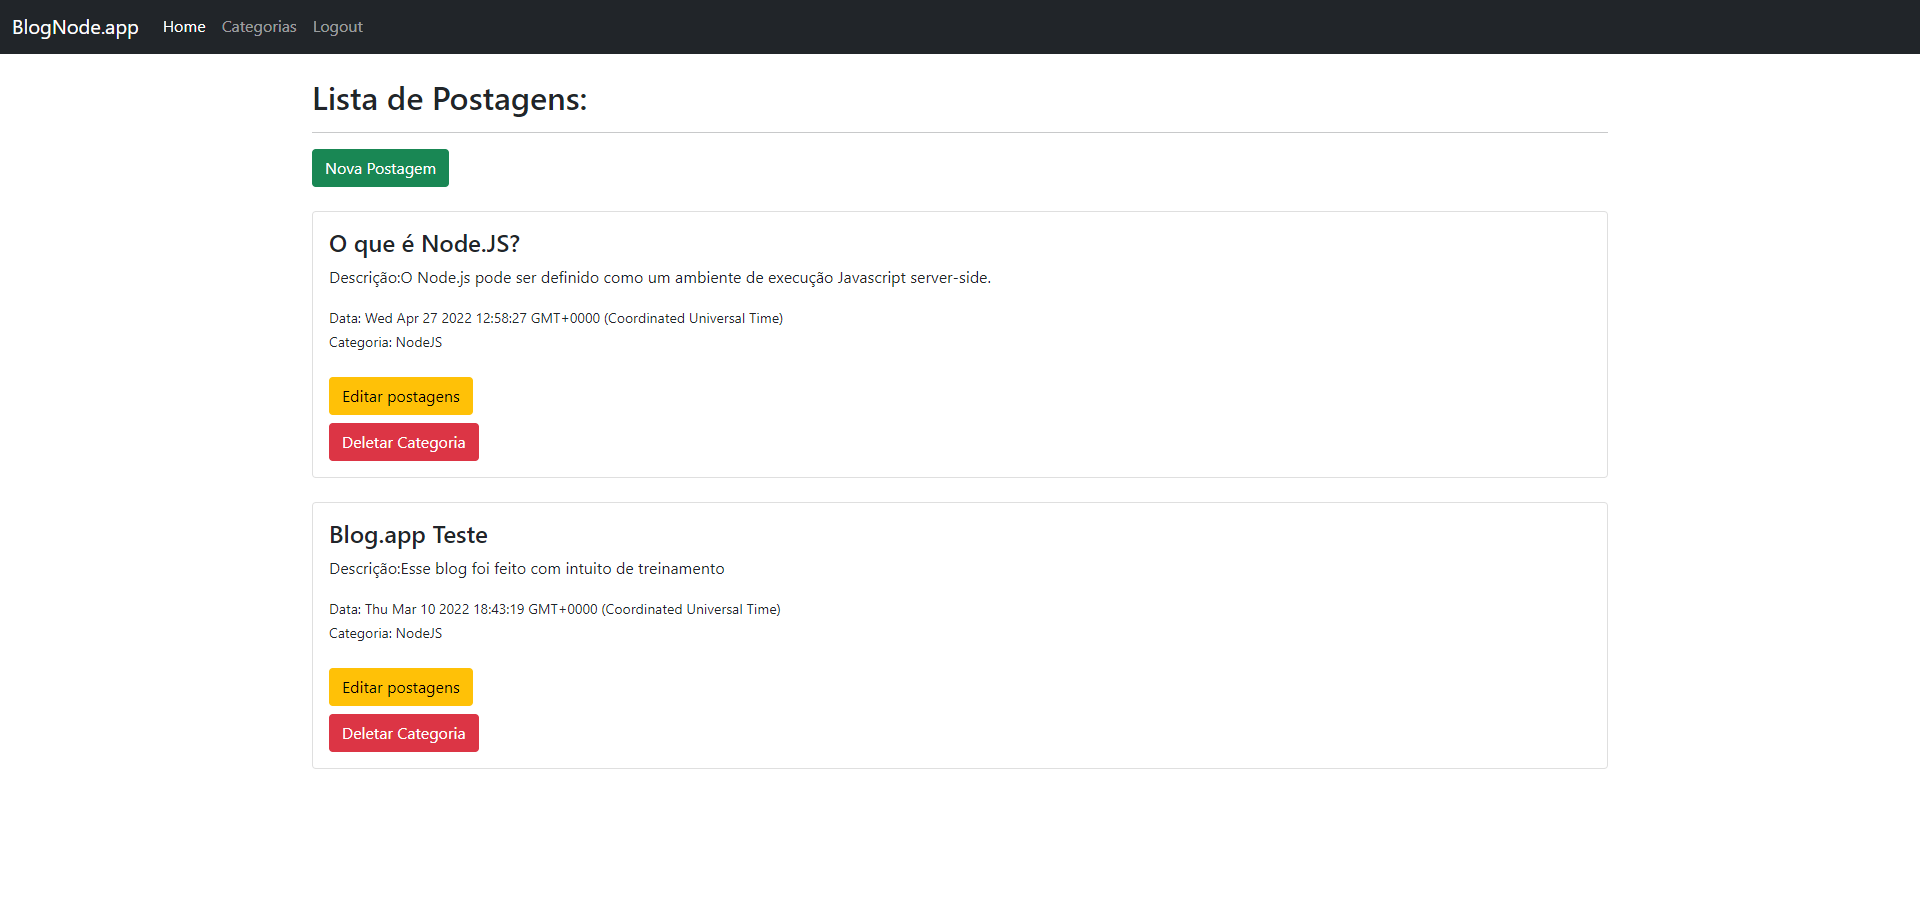 BlogNode.app Home Categorias Logout
Lista de Postagens:
Nova Postagem
O que é Node.JS?
Descrição:O Node.js pode ser definido como um ambiente de execução Javascript server-side.
Data: Wed Apr 27 2022 12:58:27 GMT+0000 (Coordinated Universal Time)
Categoria: NodeJS
Editar postagens
Deletar Categoria
Blog.app Teste
Descrição:Esse blog foi feito com intuito de treinamento
Data: Thu Mar 10 2022 18:43:19 GMT+0000 (Coordinated Universal Time)
Categoria: NodeJS
Editar postagens
Deletar Categoria